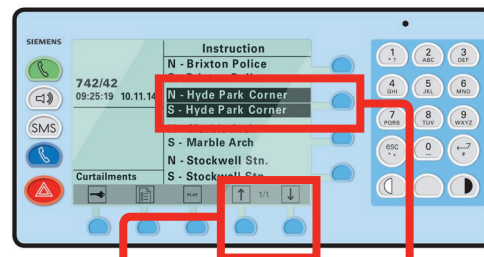 SIEMENS
Instruction
N - Brixton Police
742/42
09:25:19 10.11.14
N - Hyde Park Corner
S - Hyde Park Corner
S - Marble Arch
N - Stockwell Stn.
Curtailments
S - Stockwell Stn.
PLAY
1/1
SMS
1
2 ABC
3 DEF
4 GHI
5 JKL
6 MNO
7 PQRS
8 TUV
9 WXYZ
esc
0
#